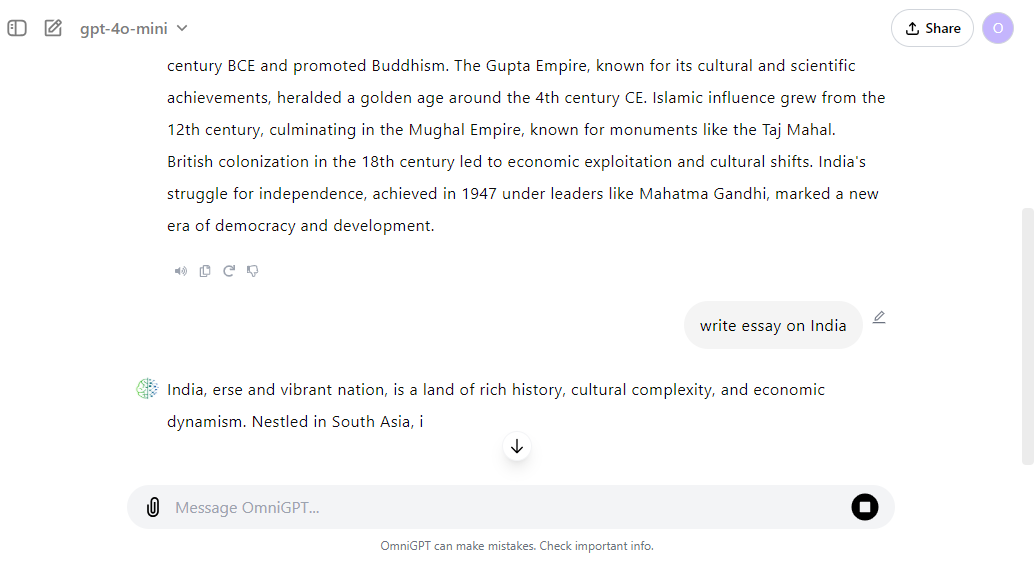 gpt-4o-mini
Share
O
century BCE and promoted Buddhism. The Gupta Empire, known for its cultural and scientific
achievements, heralded a golden age around the 4th century CE. Islamic influence grew from the
12th century, culminating in the Mughal Empire, known for monuments like the Taj Mahal.
British colonization in the 18th century led to economic exploitation and cultural shifts. India's
struggle for independence, achieved in 1947 under leaders like Mahatma Gandhi, marked a new
era of democracy and development.
write essay on India
India, erse and vibrant nation, is a land of rich history, cultural complexity, and economic
dynamism. Nestled in South Asia, i
Message OmniGPT...
OmniGPT can make mistakes. Check important info.